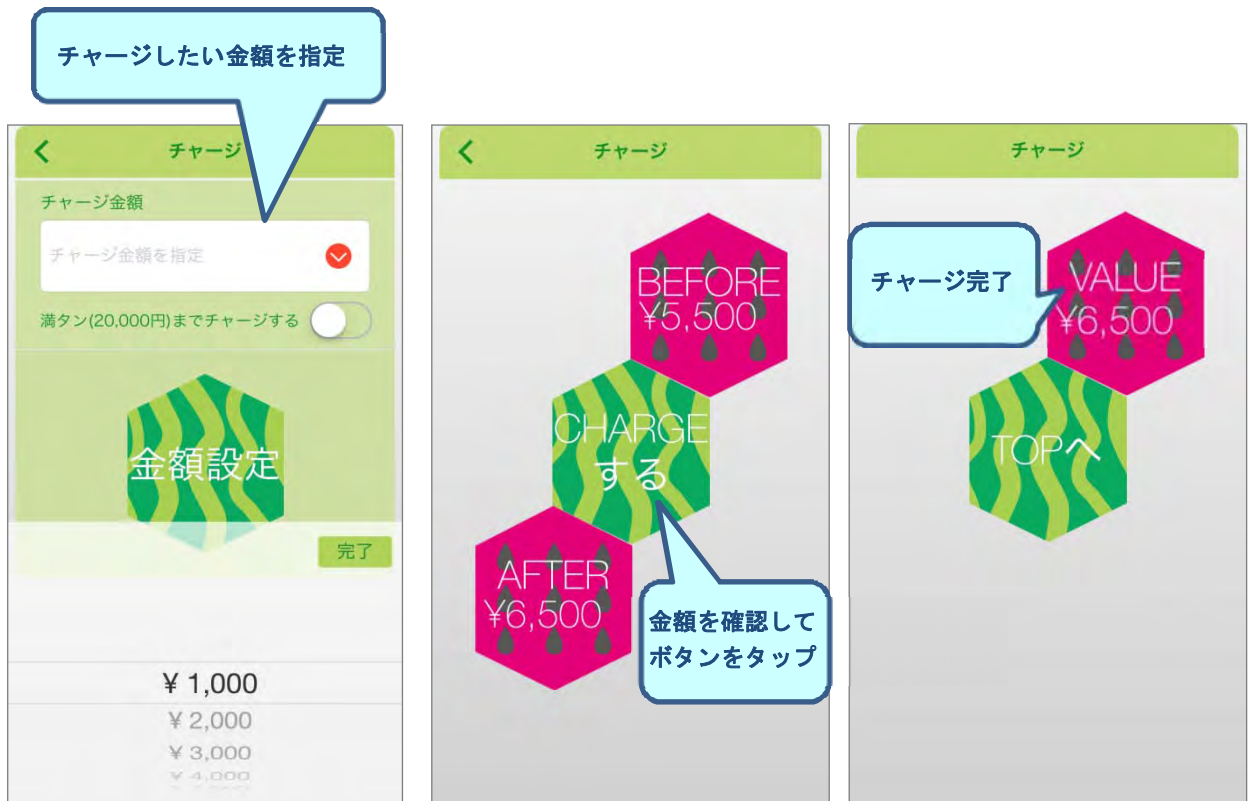 チャージしたい金額を指定
チャージ
チャージ金額
チャージ金額を指定
満タン(20,000円)までチャージする
金額設定
完了
¥ 1,000
¥ 2,000
¥ 3,000
¥ 4,000
チャージ
BEFORE
¥5,500
CHARGE
する
AFTER
¥6,500
金額を確認して
ボタンをタップ
チャージ
チャージ完了
VALUE
¥6,500
TOPへ